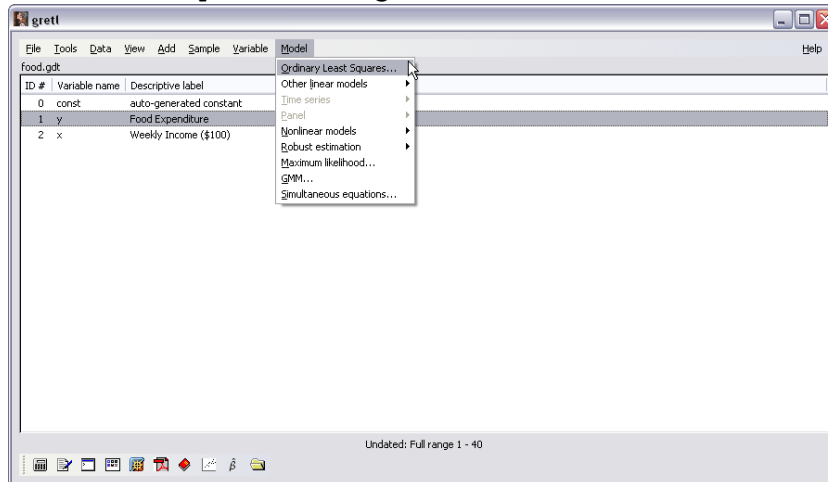 gretl
File Tools Data View Add Sample Variable Model Help
food.gdt
ID # Variable name Descriptive label
0 const auto-generated constant
1 y Food Expenditure
2 x Weekly Income ($100)
Ordinary Least Squares...
Other linear models
Time series
Panel
Nonlinear models
Robust estimation
Maximum likelihood...
GMM...
Simultaneous equations...
Undated: Full range 1 - 40
β̂